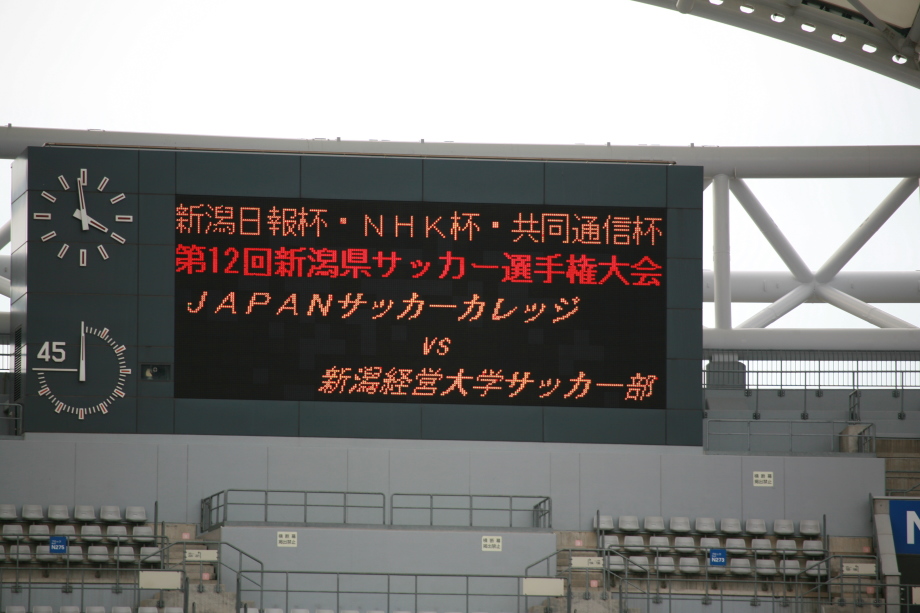 新潟日報杯・NHK杯・共同通信杯
第12回新潟県サッカー選手権大会
JAPANサッカーカレッジ
VS
新潟経営大学サッカー部
45
N275
N273
N